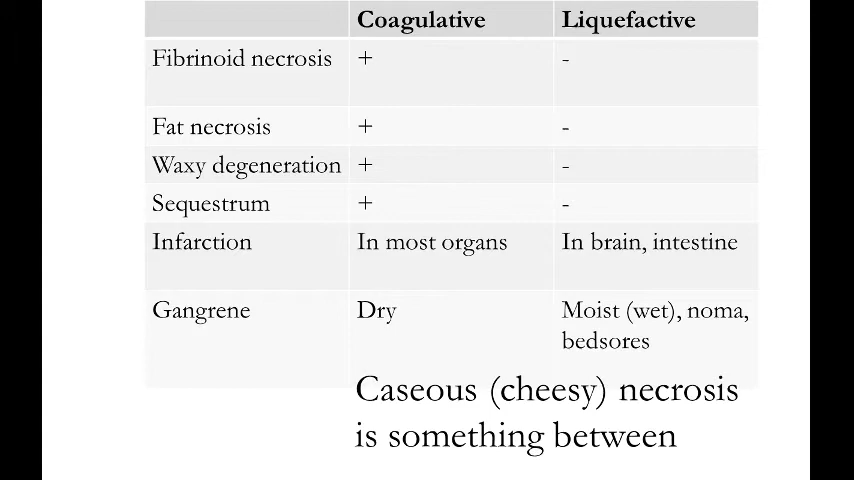 Coagulative Liquefactive
Fibrinoid necrosis + -
Fat necrosis + -
Waxy degeneration + -
Sequestrum + -
Infarction In most organs In brain, intestine
Gangrene Dry Moist (wet), noma,
bedsores
Caseous (cheesy) necrosis
is something between